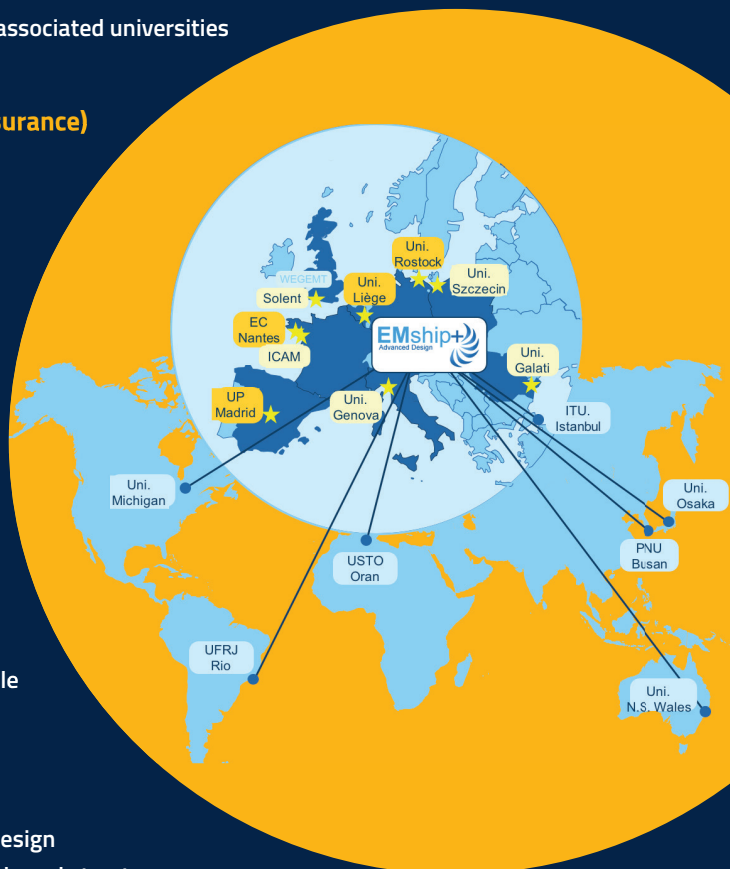 associated universities
surance)
Uni.
Rostock
Uni.
Szczecin
WEGEMT
Solent
Uni.
Liège
EC
Nantes
ICAM
EMship+
Advanced Design
Uni.
Galati
UP
Madrid
Uni.
Genova
ITU.
Istanbul
Uni.
Michigan
Uni.
Osaka
PNU
Busan
USTO
Oran
UFRJ
Rio
le
Uni.
N.S. Wales
esign